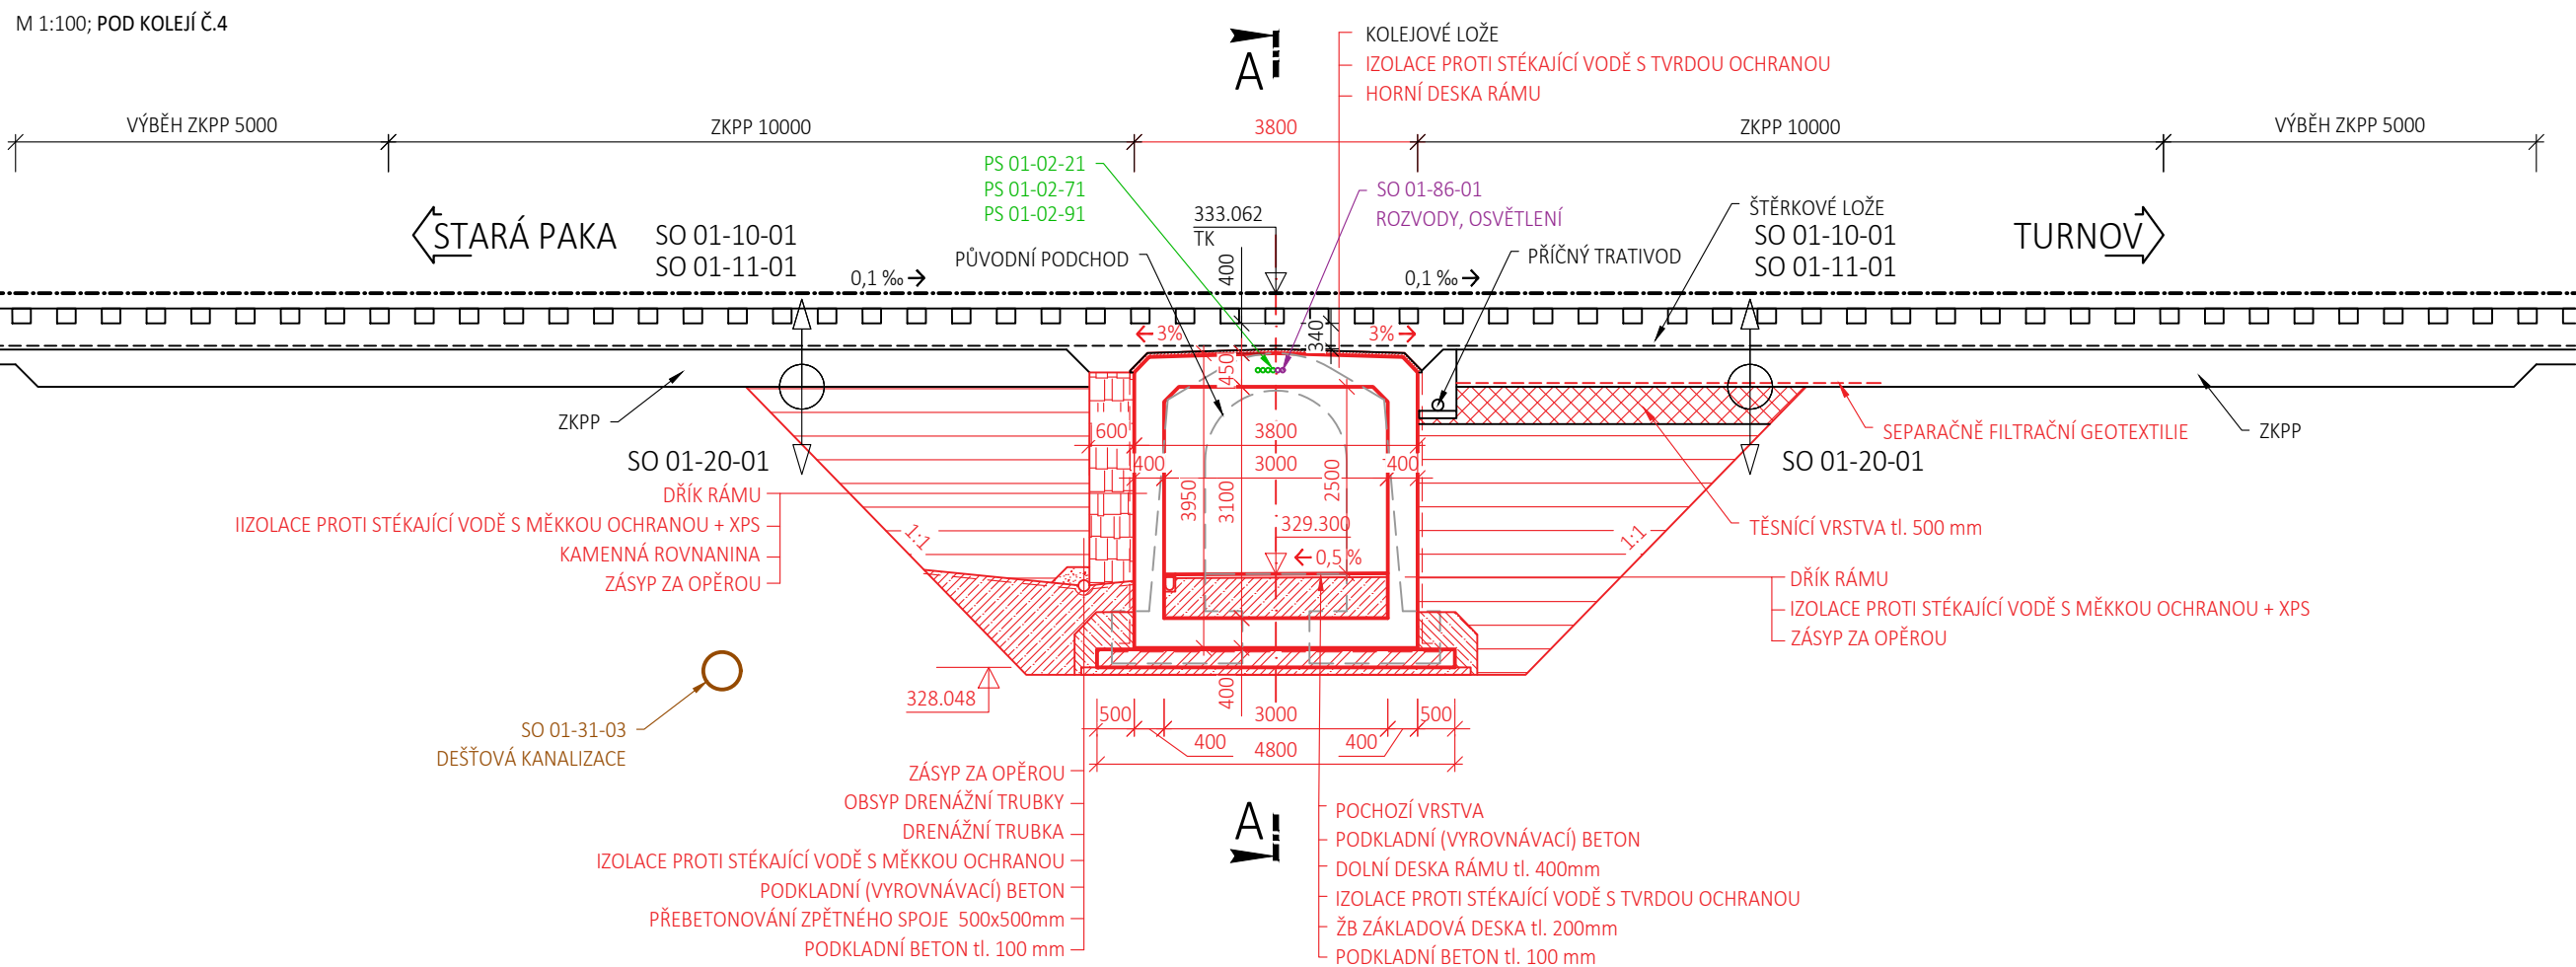 M 1:100; POD KOLEJÍ Č.4
A
KOLEJOVÉ LOŽE
IZOLACE PROTI STÉKAJÍCÍ VODĚ S TVRDOU OCHRANOU
HORNÍ DESKA RÁMU
VÝBĚH ZKPP 5000
ZKPP 10000
3800
ZKPP 10000
VÝBĚH ZKPP 5000
PS 01-02-21
PS 01-02-71
PS 01-02-91
SO 01-86-01
ROZVODY, OSVĚTLENÍ
333.062
TK
400
STARÁ PAKA
SO 01-10-01
SO 01-11-01
PŮVODNÍ PODCHOD
PŘÍČNÝ TRATIVOD
ŠTĚRKOVÉ LOŽE
SO 01-10-01
SO 01-11-01
TURNOV
0,1 ‰
0,1 ‰
3%
3%
340
450
ZKPP
600
3800
SEPARAČNĚ FILTRAČNÍ GEOTEXTILIE
ZKPP
SO 01-20-01
400
3000
400
SO 01-20-01
3950
3100
2500
DŘÍK RÁMU
IIZOLACE PROTI STÉKAJÍCÍ VODĚ S MĚKKOU OCHRANOU + XPS
KAMENNÁ ROVNANINA
ZÁSYP ZA OPĚROU
1:1
329.300
0,5 %
1:1
TĚSNÍCÍ VRSTVA tl. 500 mm
DŘÍK RÁMU
IZOLACE PROTI STÉKAJÍCÍ VODĚ S MĚKKOU OCHRANOU + XPS
ZÁSYP ZA OPĚROU
328.048
400
SO 01-31-03
DEŠŤOVÁ KANALIZACE
500
3000
500
400
4800
400
ZÁSYP ZA OPĚROU
OBSYP DRENÁŽNÍ TRUBKY
DRENÁŽNÍ TRUBKA
IZOLACE PROTI STÉKAJÍCÍ VODĚ S MĚKKOU OCHRANOU
PODKLADNÍ (VYROVNÁVACÍ) BETON
PŘEBETONOVÁNÍ ZPĚTNÉHO SPOJE 500x500mm
PODKLADNÍ BETON tl. 100 mm
A
POCHOZÍ VRSTVA
PODKLADNÍ (VYROVNÁVACÍ) BETON
DOLNÍ DESKA RÁMU tl. 400mm
IZOLACE PROTI STÉKAJÍCÍ VODĚ S TVRDOU OCHRANOU
ŽB ZÁKLADOVÁ DESKA tl. 200mm
PODKLADNÍ BETON tl. 100 mm